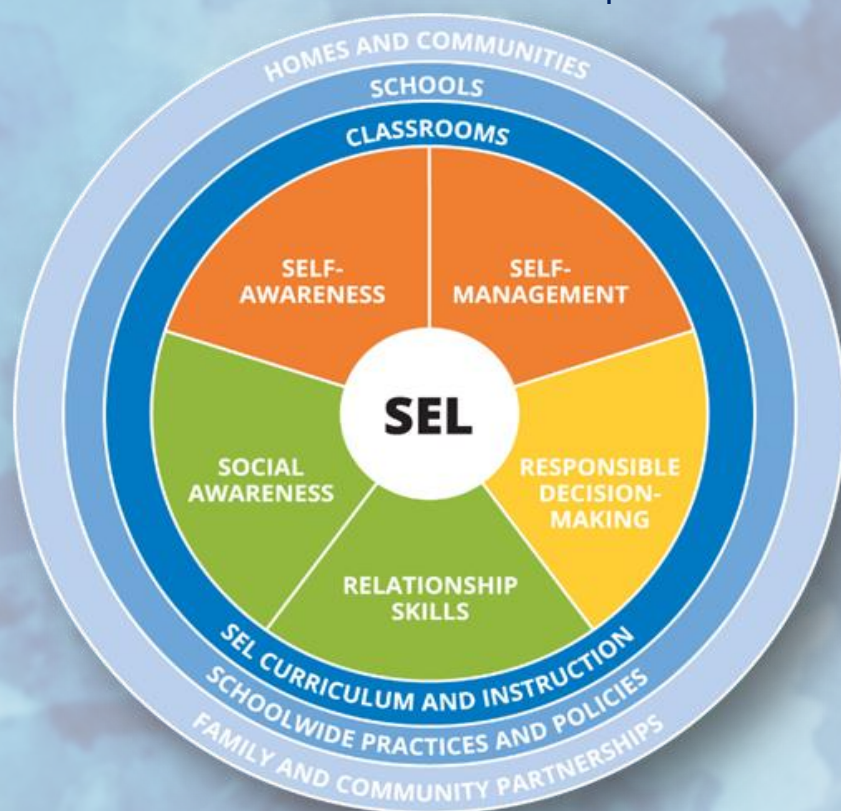 HOMES AND COMMUNITIES
SCHOOLS
CLASSROOMS
SELF-
AWARENESS
SELF-
MANAGEMENT
SEL
SOCIAL
AWARENESS
RESPONSIBLE
DECISION-
MAKING
RELATIONSHIP
SKILLS
SEL CURRICULUM AND INSTRUCTION
SCHOOLWIDE PRACTICES AND POLICIES
FAMILY AND COMMUNITY PARTNERSHIPS